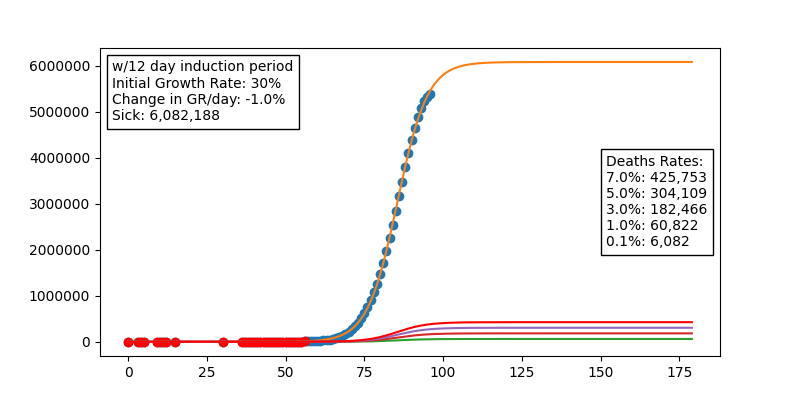 w/12 day induction period
Initial Growth Rate: 30%
Change in GR/day: -1.0%
Sick: 6,082,188
Deaths Rates:
7.0%: 425,753
5.0%: 304,109
3.0%: 182,466
1.0%: 60,822
0.1%: 6,082
6000000
5000000
4000000
3000000
2000000
1000000
0
0 25 50 75 100 125 150 175